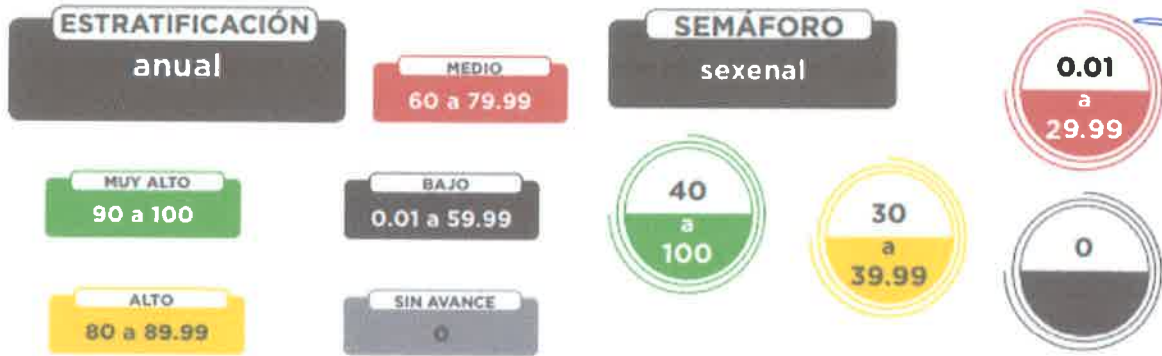 ESTRATIFICACIÓN
anual
MEDIO
60 a 79.99
MUY ALTO
90 a 100
BAJO
0.01 a 59.99
ALTO
80 a 89.99
SIN AVANCE
0
SEMÁFORO
sexenal
40
a
100
30
a
39.99
0.01
a
29.99
0